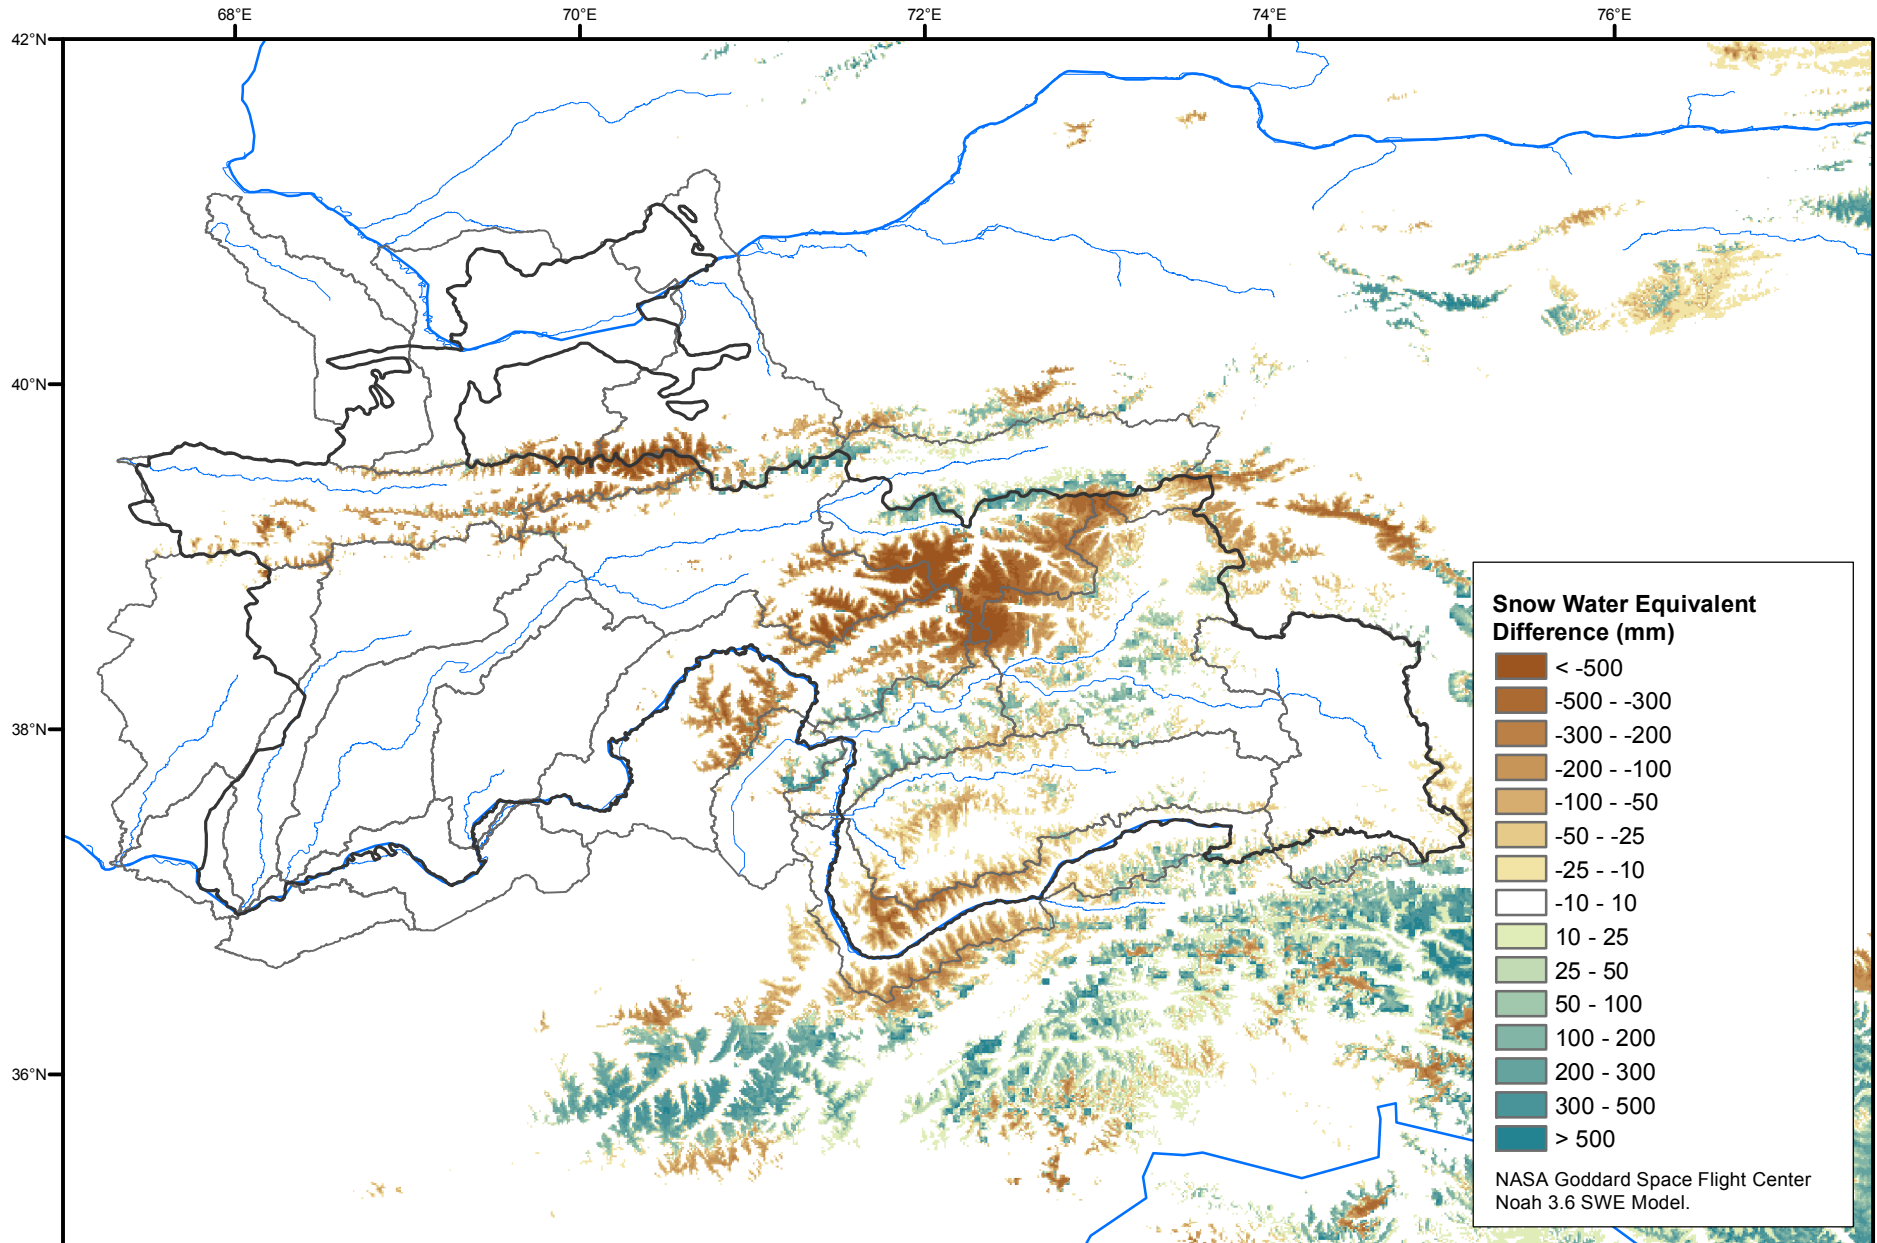 68°E
70°E
72°E
74°E
76°E
42°N
40°N
38°N
36°N
Snow Water Equivalent
Difference (mm)
< -500
-500 - -300
-300 - -200
-200 - -100
-100 - -50
-50 - -25
-25 - -10
-10 - 10
10 - 25
25 - 50
50 - 100
100 - 200
200 - 300
300 - 500
> 500
NASA Goddard Space Flight Center
Noah 3.6 SWE Model.